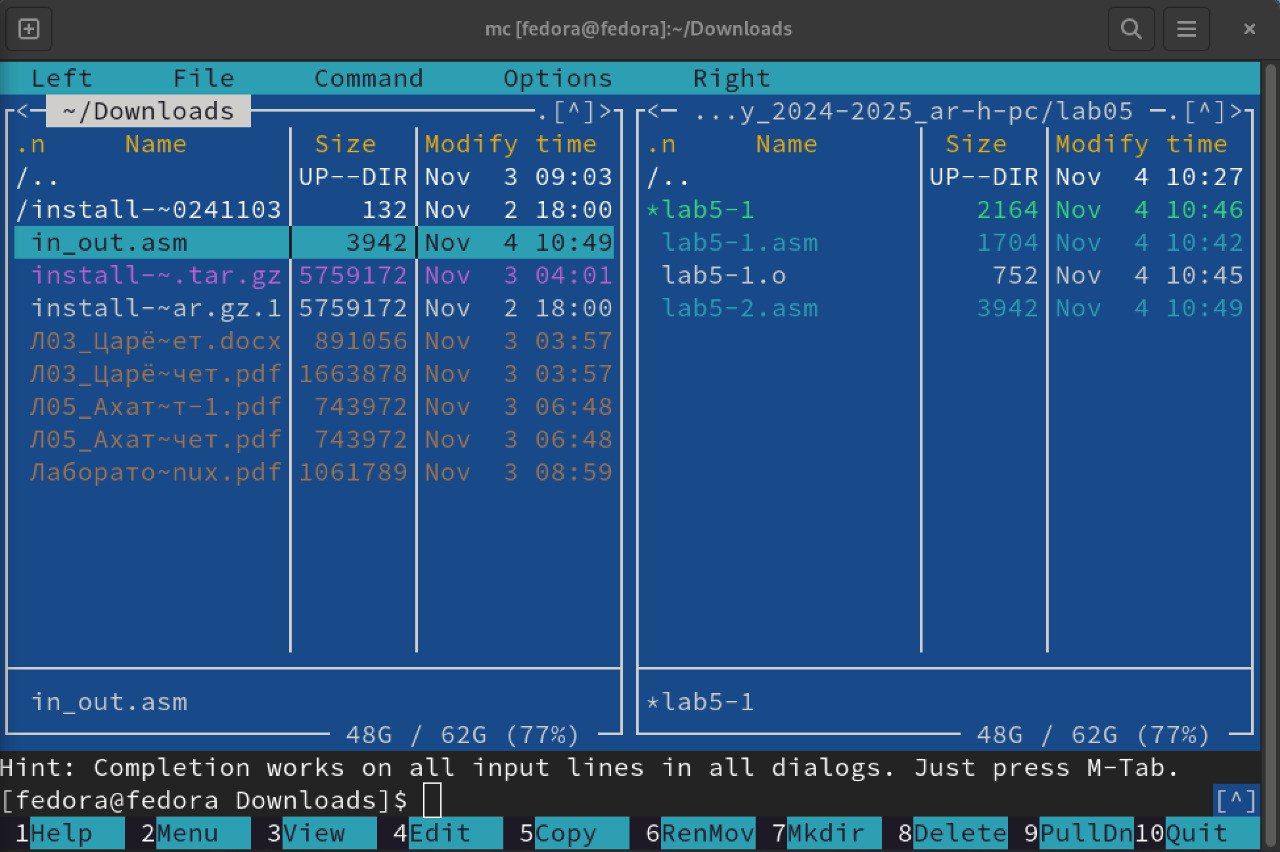 mc [fedora@fedora]:~/Downloads
Left File Command Options Right
<─ ~/Downloads ─.[^]>
.n Name Size Modify time
/.. UP--DIR Nov 3 09:03
/install-~0241103 132 Nov 2 18:00
in_out.asm 3942 Nov 4 10:49
install-~.tar.gz 5759172 Nov 3 04:01
install-~ar.gz.1 5759172 Nov 2 18:00
Л03_Царё~ет.docx 891056 Nov 3 03:57
Л03_Царё~чет.pdf 1663878 Nov 3 03:57
Л05_Ахат~т-1.pdf 743972 Nov 3 06:48
Л05_Ахат~чет.pdf 743972 Nov 3 06:48
Лаборато~nux.pdf 1061789 Nov 3 08:59
in_out.asm
48G / 62G (77%)
<─ ...y_2024-2025_ar-h-pc/lab05 ─.[^]>
.n Name Size Modify time
/.. UP--DIR Nov 4 10:27
*lab5-1 2164 Nov 4 10:46
lab5-1.asm 1704 Nov 4 10:42
lab5-1.o 752 Nov 4 10:45
lab5-2.asm 3942 Nov 4 10:49
*lab5-1
48G / 62G (77%)
Hint: Completion works on all input lines in all dialogs. Just press M-Tab.
[fedora@fedora Downloads]$ [^]
1Help 2Menu 3View 4Edit 5Copy 6RenMov 7Mkdir 8Delete 9PullDn 10Quit